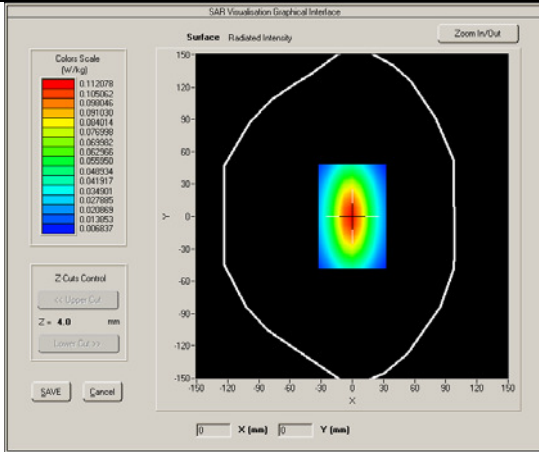 SAR Visualisation Graphical Interface
Surface Radiated Intensity
Zoom In/Out
Colors Scale
(W/kg)
0.112078
0.105062
0.098046
0.091030
0.084014
0.076998
0.069982
0.062966
0.055950
0.048934
0.041917
0.034901
0.027885
0.020869
0.013853
0.006837
Z Cuts Control
<< Upper Cut
Z = 4.0 mm
Lower Cut >>
SAVE Cancel
150
120
90
60
30
0
-30
-60
-90
-120
-150
Y
-150 -120 -90 -60 -30 0 30 60 90 120 150
X
0 X (mm) 0 Y (mm)